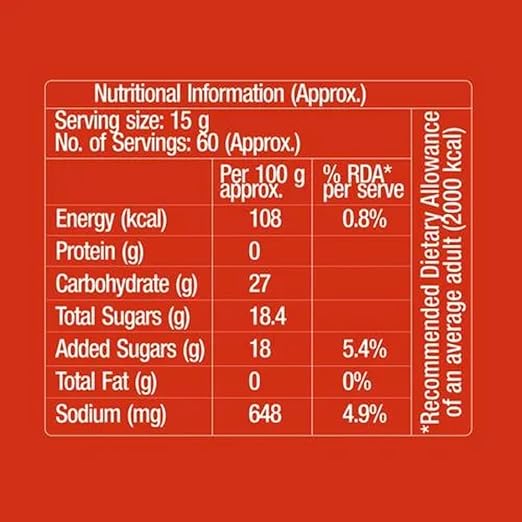 Nutritional Information (Approx.)
Serving size: 15 g
No. of Servings: 60 (Approx.)
Per 100 g approx. % RDA* per serve
Energy (kcal) 108 0.8%
Protein (g) 0
Carbohydrate (g) 27
Total Sugars (g) 18.4
Added Sugars (g) 18 5.4%
Total Fat (g) 0 0%
Sodium (mg) 648 4.9%
*Recommended Dietary Allowance
of an average adult (2000 kcal)